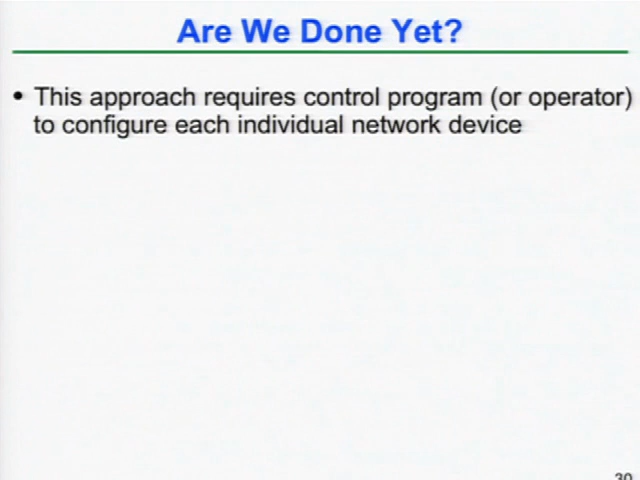 Are We Done Yet?
• This approach requires control program (or operator)
to configure each individual network device
30